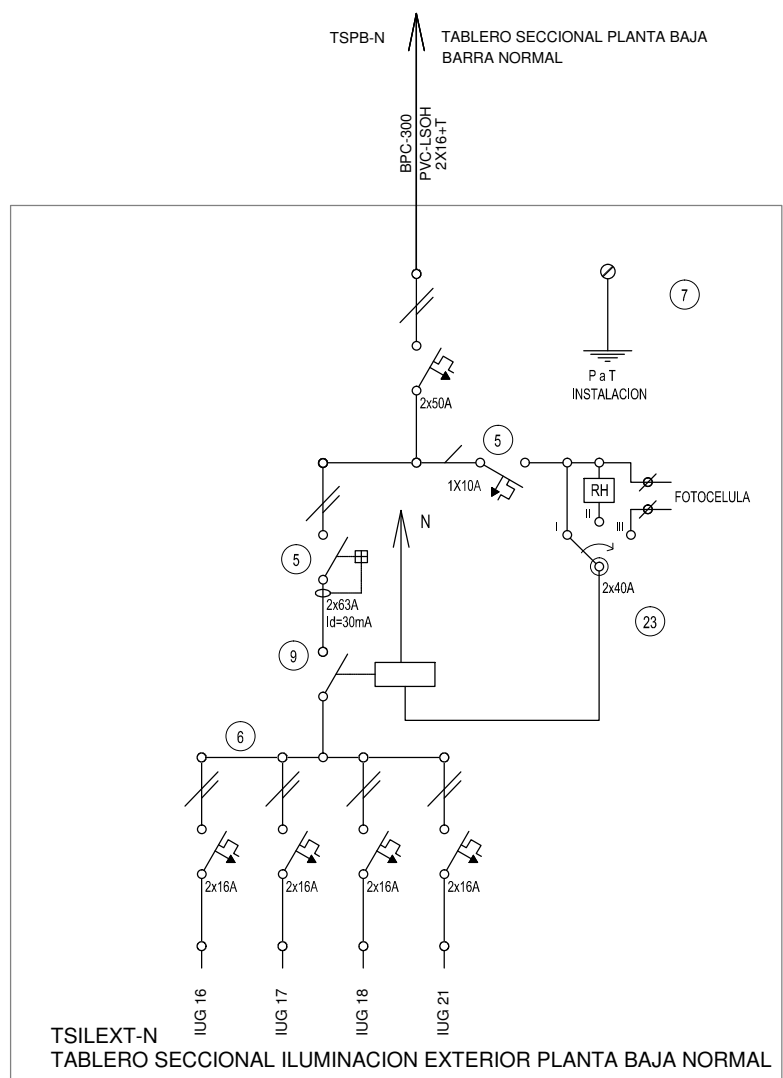 TSPB-N
TABLERO SECCIONAL PLANTA BAJA
BARRA NORMAL
BPC-300
PVC-LSOH
2X16+T
7
P a T
INSTALACION
2x50A
5
1X10A
RH
FOTOCELULA
I
II
III
N
5
2x63A
Id=30mA
2x40A
23
9
6
2x16A
2x16A
2x16A
2x16A
IUG 16
IUG 17
IUG 18
IUG 21
TSILEXT-N
TABLERO SECCIONAL ILUMINACION EXTERIOR PLANTA BAJA NORMAL